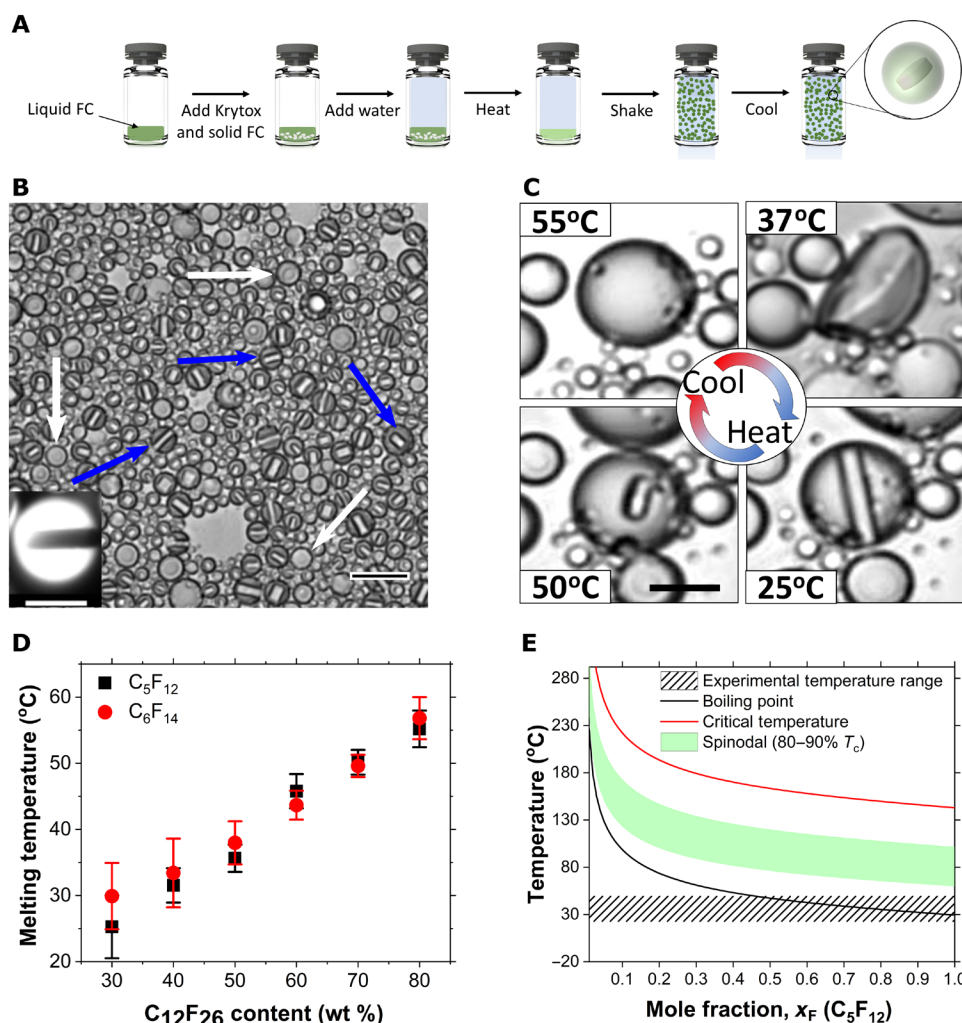 A
Liquid FC
Add Krytox
and solid FC
Add water
Heat
Shake
Cool
B
C
55°C
37°C
Cool
Heat
50°C
25°C
D
Melting temperature (°C)
60
50
40
30
20
C₅F₁₂
C₆F₁₄
30 40 50 60 70 80
C₁₂F₂₆ content (wt %)
E
Temperature (°C)
280
230
180
130
80
30
−20
Experimental temperature range
Boiling point
Critical temperature
Spinodal (80–90% Tc)
0.1 0.2 0.3 0.4 0.5 0.6 0.7 0.8 0.9 1.0
Mole fraction, xF (C₅F₁₂)